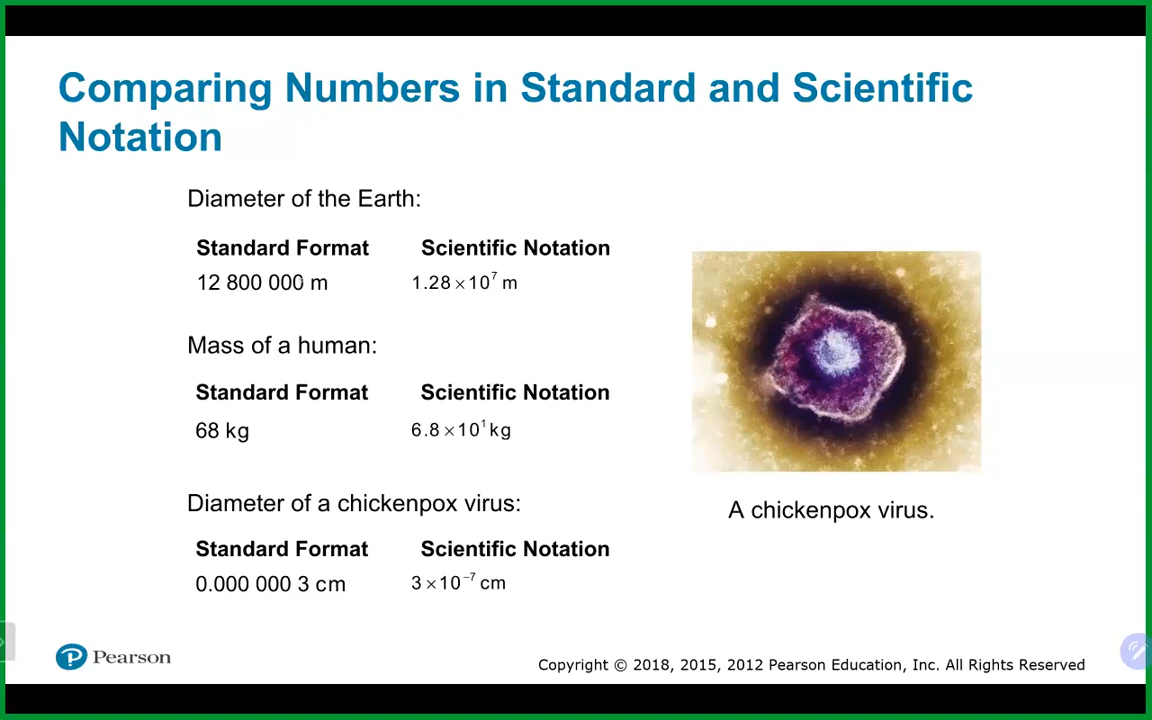 Comparing Numbers in Standard and Scientific
Notation
Diameter of the Earth:
Standard Format Scientific Notation
12 800 000 m 1.28 × 10⁷ m
Mass of a human:
Standard Format Scientific Notation
68 kg 6.8 × 10¹ kg
Diameter of a chickenpox virus:
Standard Format Scientific Notation
0.000 000 3 cm 3 × 10⁻⁷ cm
A chickenpox virus.
Pearson
Copyright © 2018, 2015, 2012 Pearson Education, Inc. All Rights Reserved